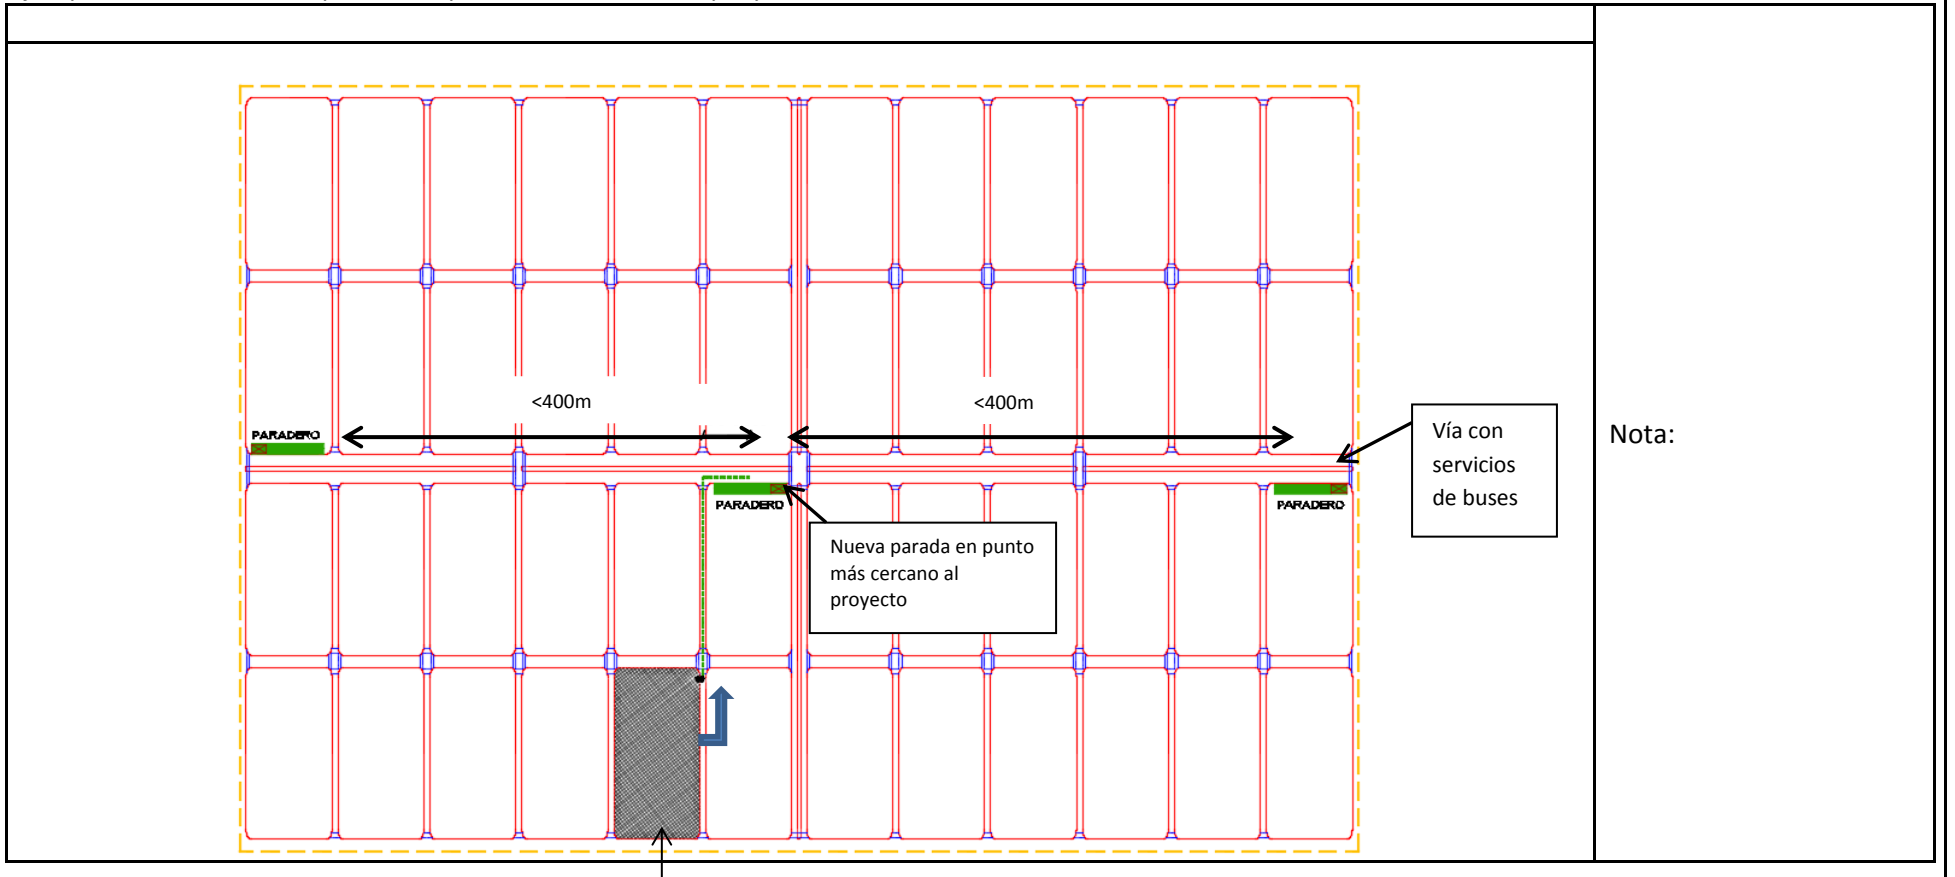 <400m
<400m
PARADERO
Vía con
servicios
de buses
Nota:
PARADERO
PARADERO
Nueva parada en punto
más cercano al
proyecto